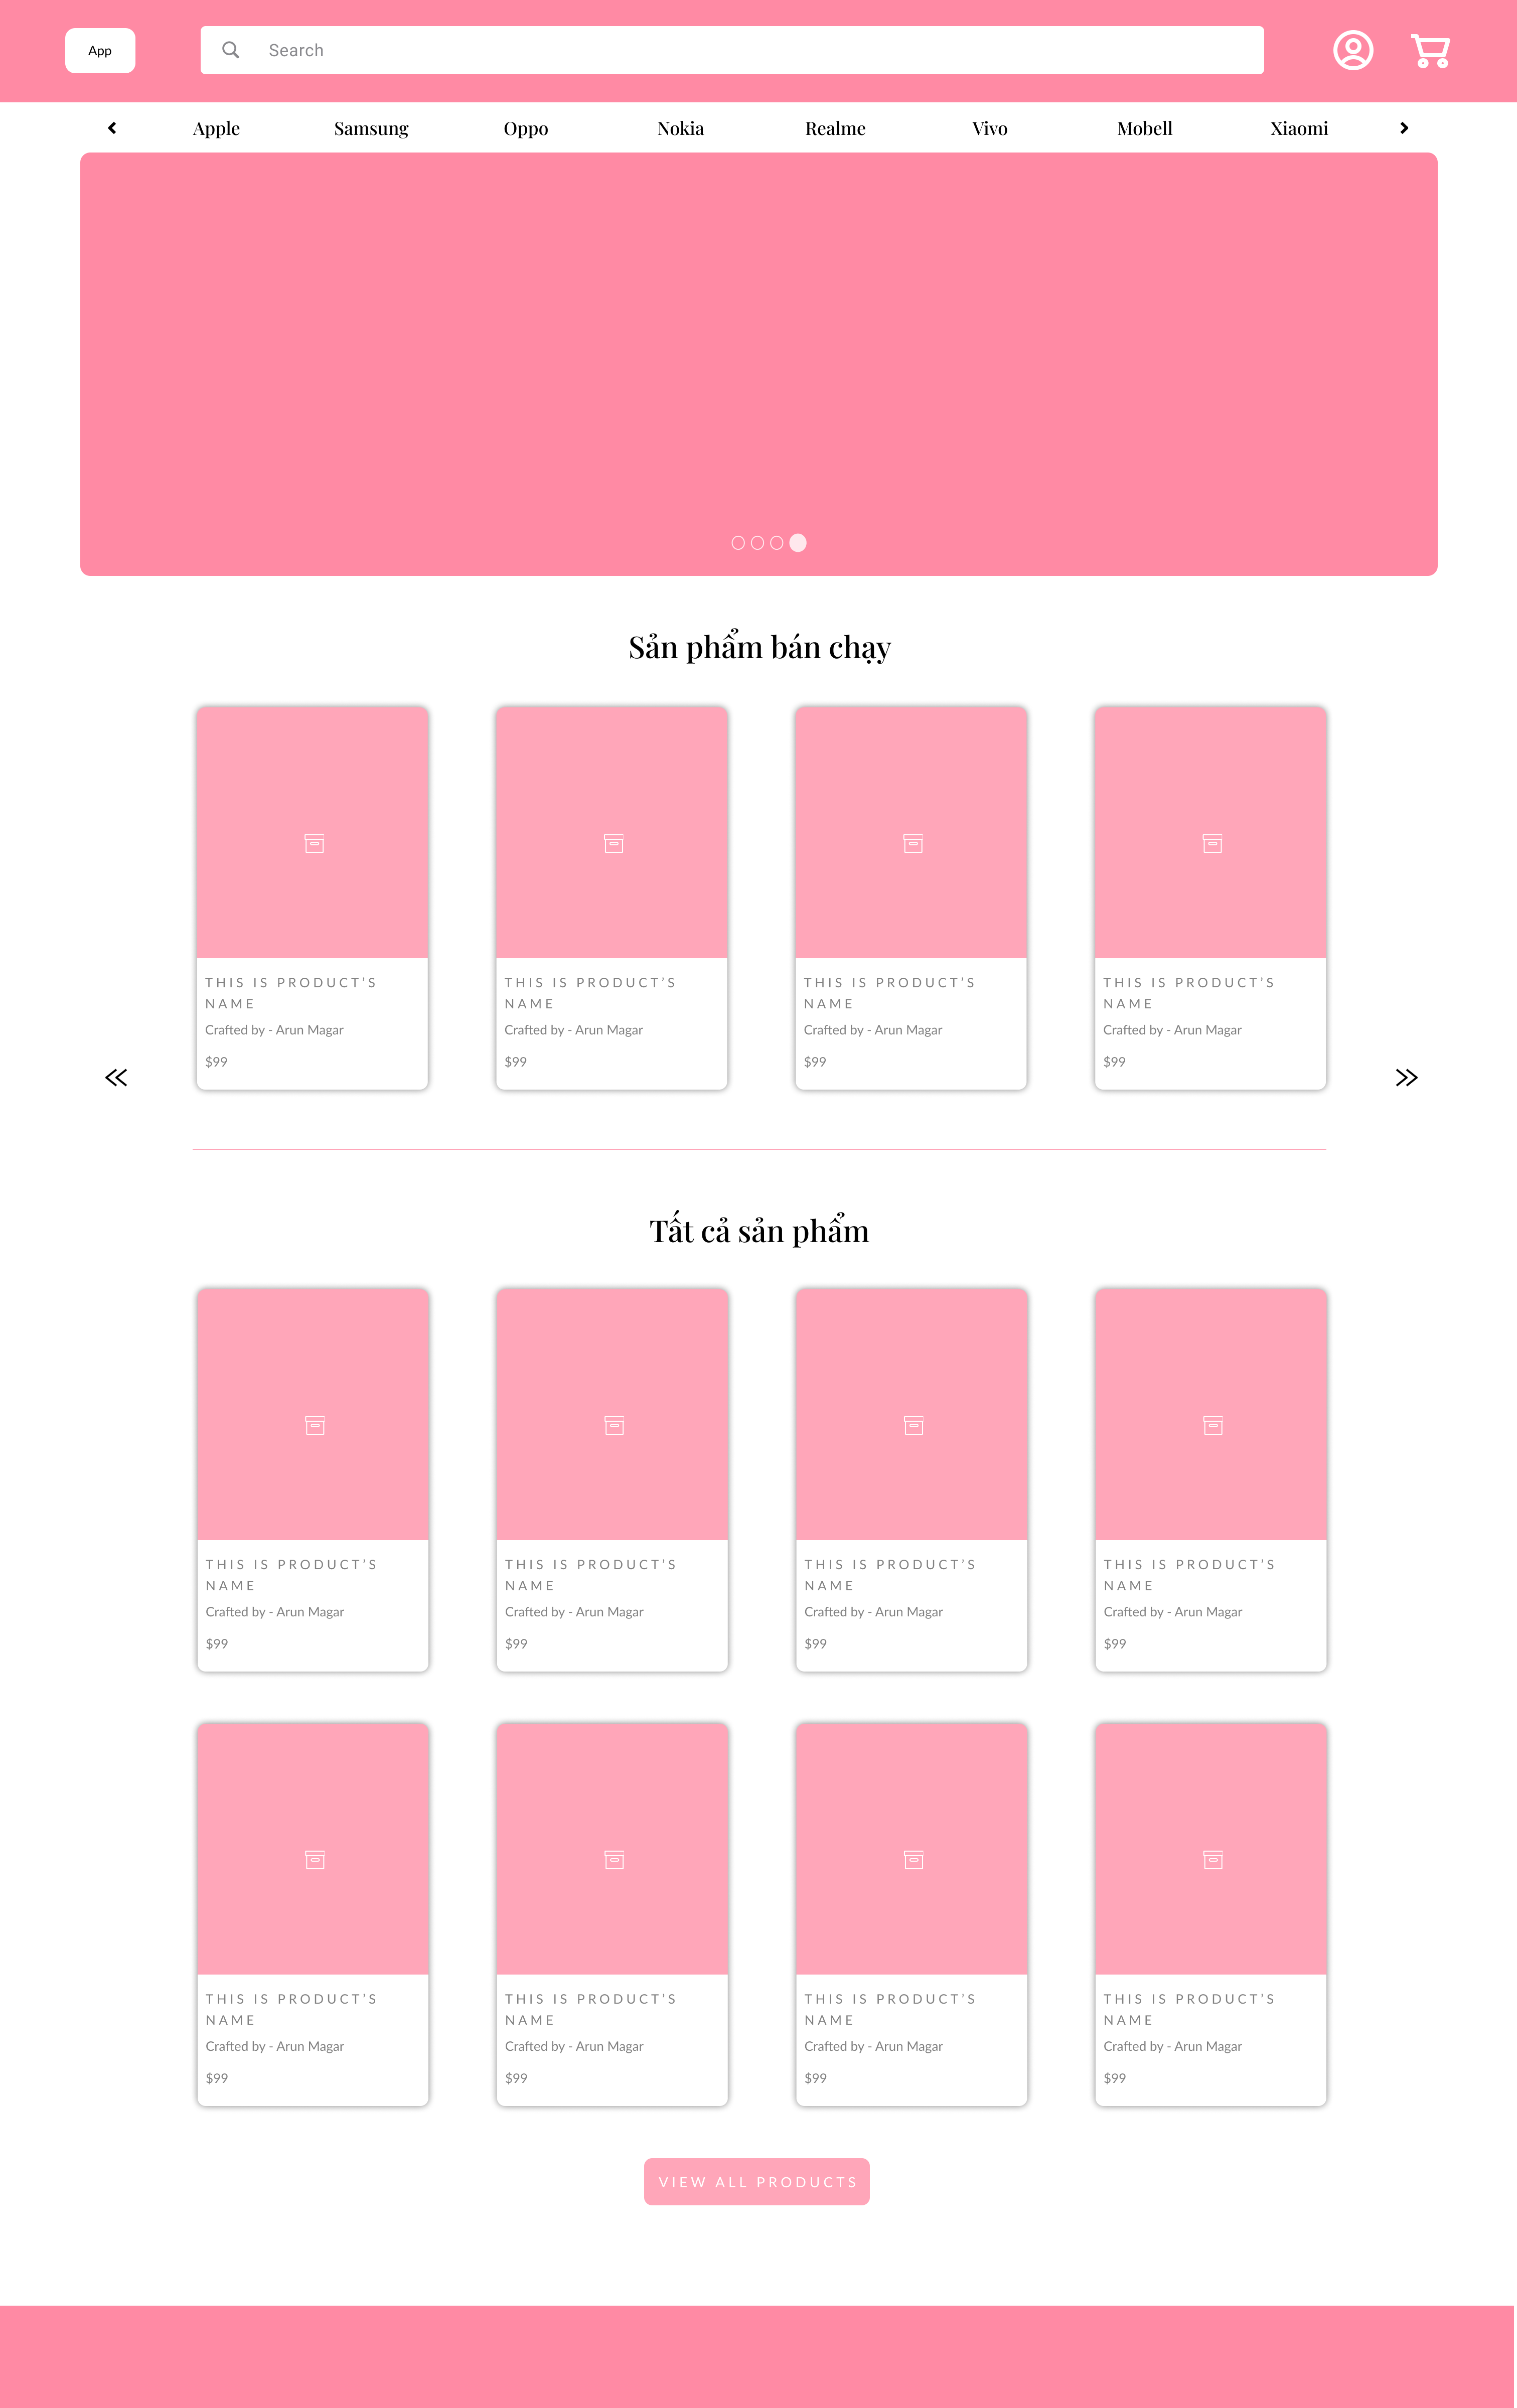 App
Search
Apple Samsung Oppo Nokia Realme Vivo Mobell Xiaomi
Sản phẩm bán chạy
THIS IS PRODUCT'S
NAME
Crafted by - Arun Magar
$99
THIS IS PRODUCT'S
NAME
Crafted by - Arun Magar
$99
THIS IS PRODUCT'S
NAME
Crafted by - Arun Magar
$99
THIS IS PRODUCT'S
NAME
Crafted by - Arun Magar
$99
Tất cả sản phẩm
THIS IS PRODUCT'S
NAME
Crafted by - Arun Magar
$99
THIS IS PRODUCT'S
NAME
Crafted by - Arun Magar
$99
THIS IS PRODUCT'S
NAME
Crafted by - Arun Magar
$99
THIS IS PRODUCT'S
NAME
Crafted by - Arun Magar
$99
THIS IS PRODUCT'S
NAME
Crafted by - Arun Magar
$99
THIS IS PRODUCT'S
NAME
Crafted by - Arun Magar
$99
THIS IS PRODUCT'S
NAME
Crafted by - Arun Magar
$99
THIS IS PRODUCT'S
NAME
Crafted by - Arun Magar
$99
VIEW ALL PRODUCTS